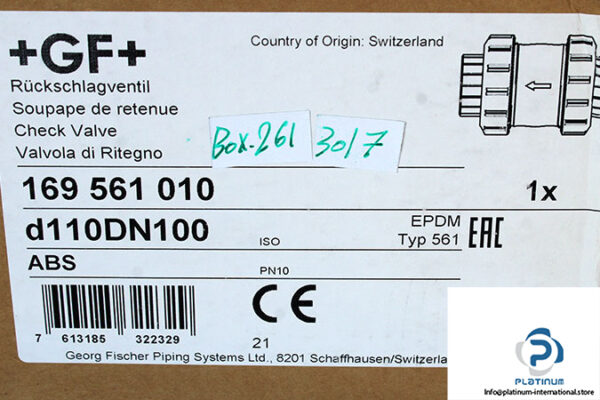 +GF+
Country of Origin: Switzerland
Rückschlagventil
Soupape de retenue
Check Valve
Valvola di Ritegno
Box-261
3017
169 561 010
1x
d110DN100
ISO
EPDM
Typ 561
EAC
ABS
PN10
CE
7 613185 322329
21
Georg Fischer Piping Systems Ltd., 8201 Schaffhausen/Switzerla
PLATINUM
http://platinum-international.store